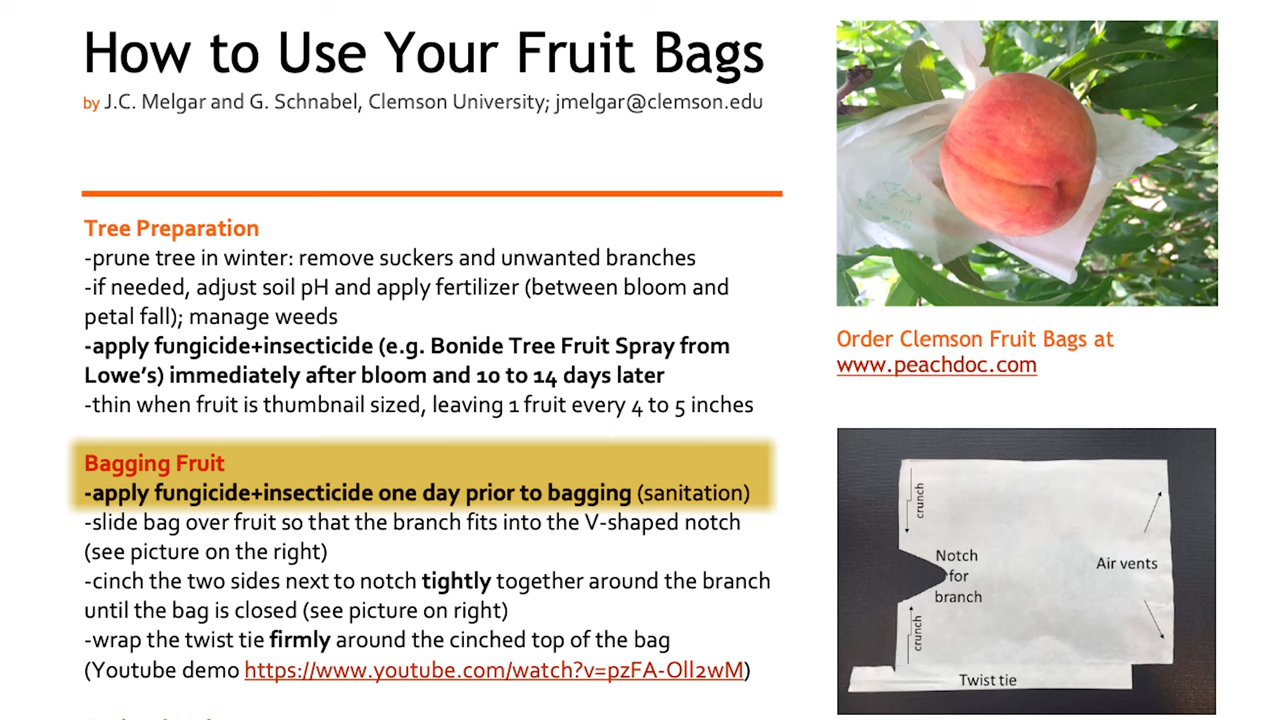 How to Use Your Fruit Bags
by J.C. Melgar and G. Schnabel, Clemson University; jmelgar@clemson.edu
Tree Preparation
-prune tree in winter: remove suckers and unwanted branches
-if needed, adjust soil pH and apply fertilizer (between bloom and
petal fall); manage weeds
-apply fungicide+insecticide (e.g. Bonide Tree Fruit Spray from
Lowe's) immediately after bloom and 10 to 14 days later
-thin when fruit is thumbnail sized, leaving 1 fruit every 4 to 5 inches
Bagging Fruit
-apply fungicide+insecticide one day prior to bagging (sanitation)
-slide bag over fruit so that the branch fits into the V-shaped notch
(see picture on the right)
-cinch the two sides next to notch tightly together around the branch
until the bag is closed (see picture on right)
-wrap the twist tie firmly around the cinched top of the bag
(Youtube demo https://www.youtube.com/watch?v=pzFA-Oll2wM)
Order Clemson Fruit Bags at
www.peachdoc.com
crunch
Notch
for
branch
Air vents
crunch
Twist tie